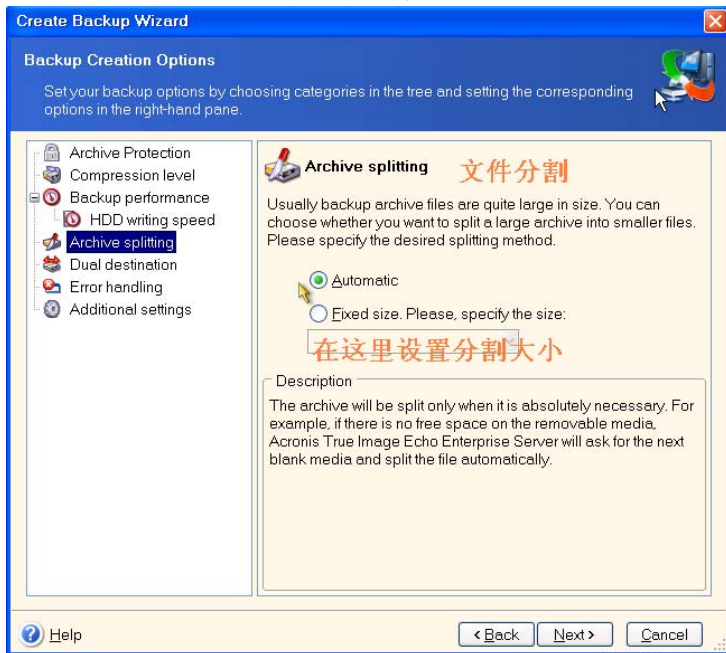 Create Backup Wizard
Backup Creation Options
Set your backup options by choosing categories in the tree and setting the corresponding
options in the right-hand pane.
Archive Protection
Compression level
Backup performance
HDD writing speed
Archive splitting
Dual destination
Error handling
Additional settings
Archive splitting 文件分割
Usually backup archive files are quite large in size. You can
choose whether you want to split a large archive into smaller files.
Please specify the desired splitting method.
Automatic
Fixed size. Please, specify the size:
在这里设置分割大小
Description
The archive will be split only when it is absolutely necessary. For
example, if there is no free space on the removable media,
Acronis True Image Echo Enterprise Server will ask for the next
blank media and split the file automatically.
Help
< Back
Next >
Cancel